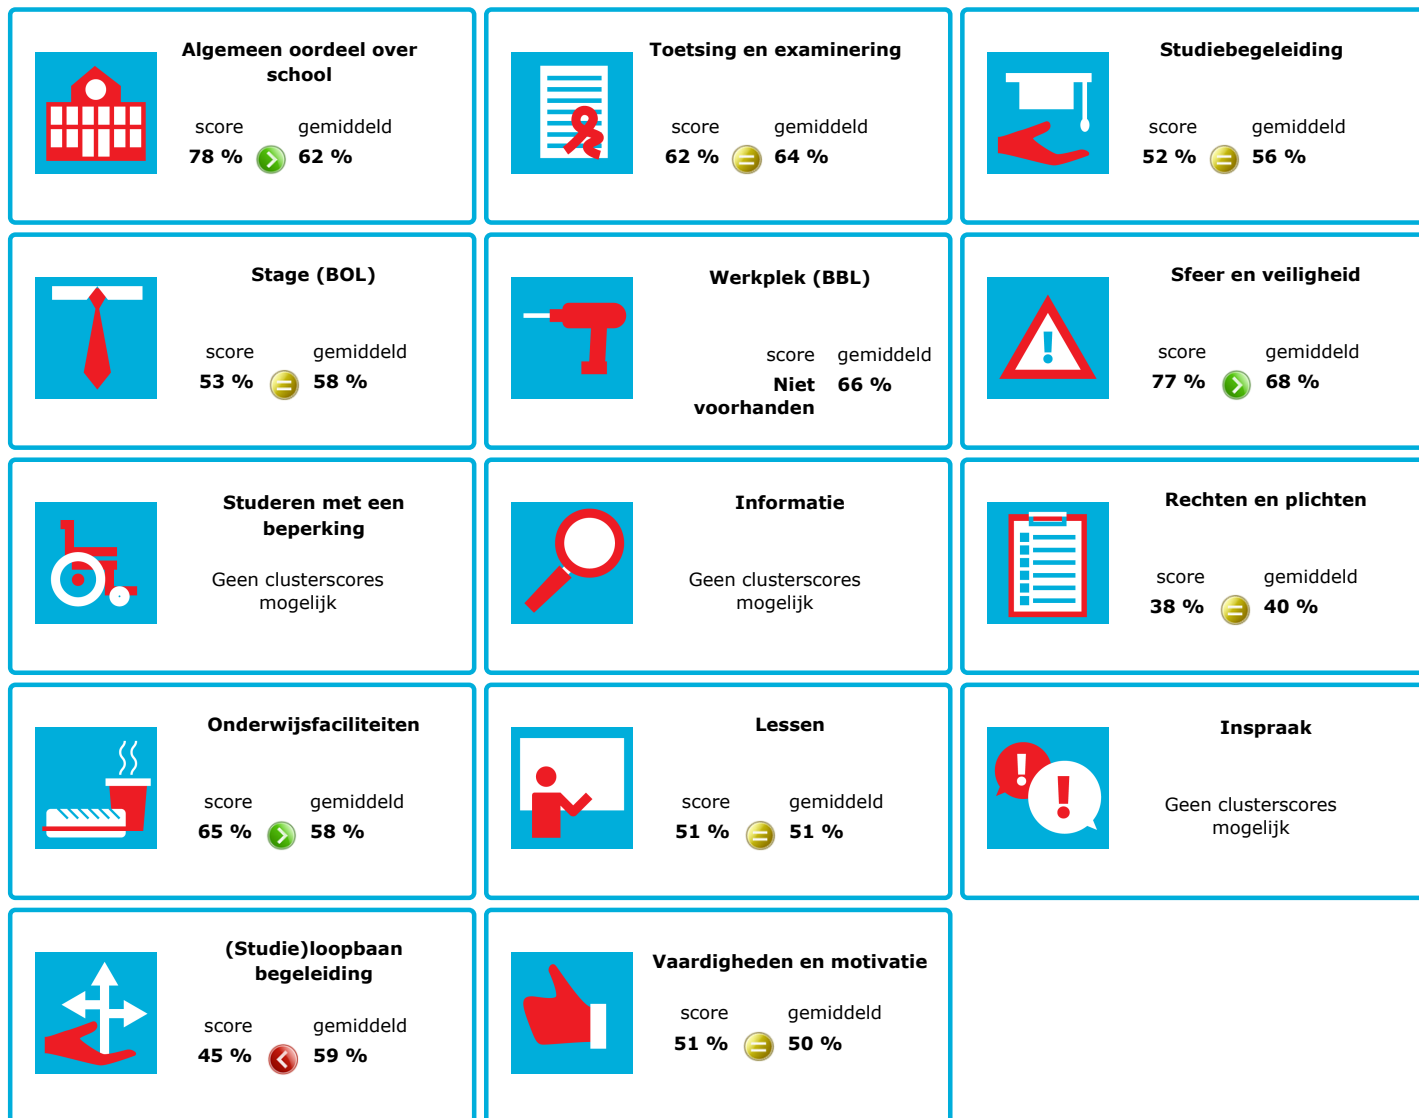 Algemeen oordeel over
school
score gemiddeld
78 % 62 %
Toetsing en examinering
score gemiddeld
62 % 64 %
Studiebegeleiding
score gemiddeld
52 % 56 %
Stage (BOL)
score gemiddeld
53 % 58 %
Werkplek (BBL)
score gemiddeld
Niet 66 %
voorhanden
Sfeer en veiligheid
score gemiddeld
77 % 68 %
Studeren met een
beperking
Geen clusterscores
mogelijk
Informatie
Geen clusterscores
mogelijk
Rechten en plichten
score gemiddeld
38 % 40 %
Onderwijsfaciliteiten
score gemiddeld
65 % 58 %
Lessen
score gemiddeld
51 % 51 %
Inspraak
Geen clusterscores
mogelijk
(Studie)loopbaan
begeleiding
score gemiddeld
45 % 59 %
Vaardigheden en motivatie
score gemiddeld
51 % 50 %